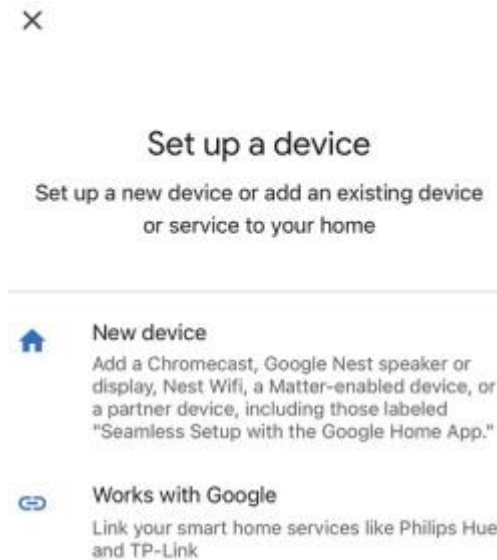 Set up a device
Set up a new device or add an existing device
or service to your home
New device
Add a Chromecast, Google Nest speaker or
display, Nest Wifi, a Matter-enabled device, or
a partner device, including those labeled
"Seamless Setup with the Google Home App."
Works with Google
Link your smart home services like Philips Hue
and TP-Link